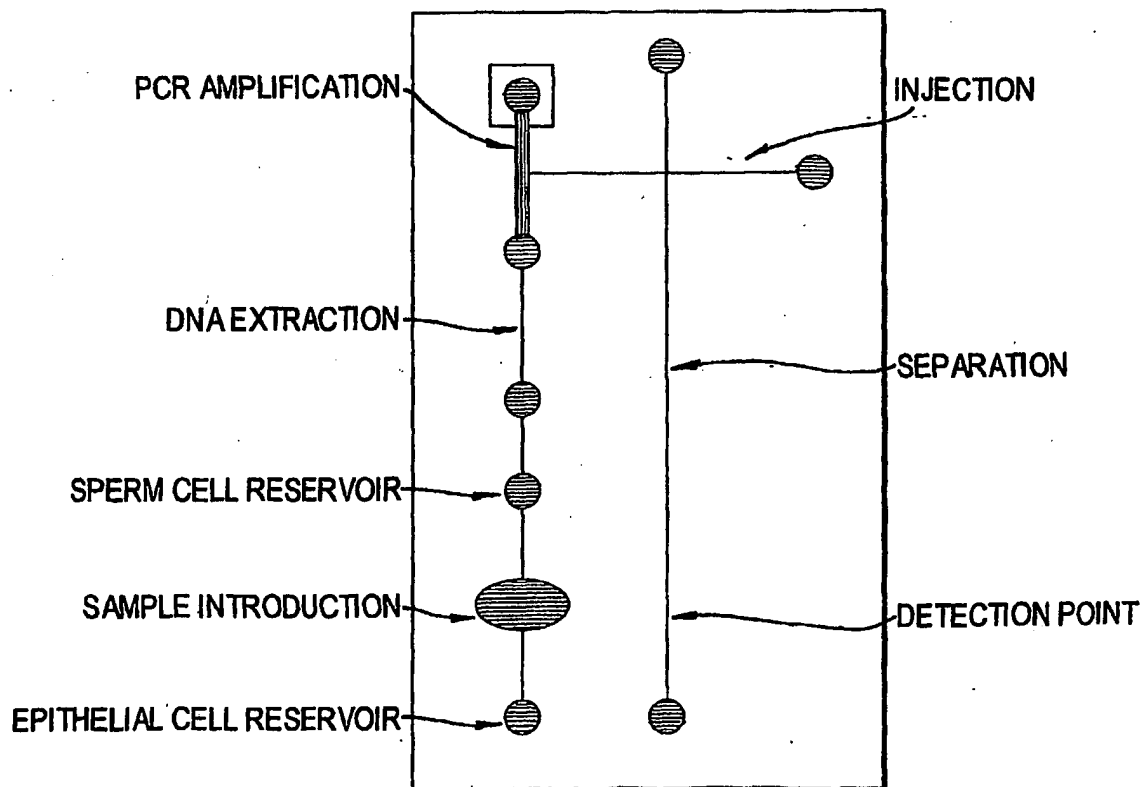 PCR AMPLIFICATION
INJECTION
DNA EXTRACTION
SEPARATION
SPERM CELL RESERVOIR
SAMPLE INTRODUCTION
DETECTION POINT
EPITHELIAL CELL RESERVOIR